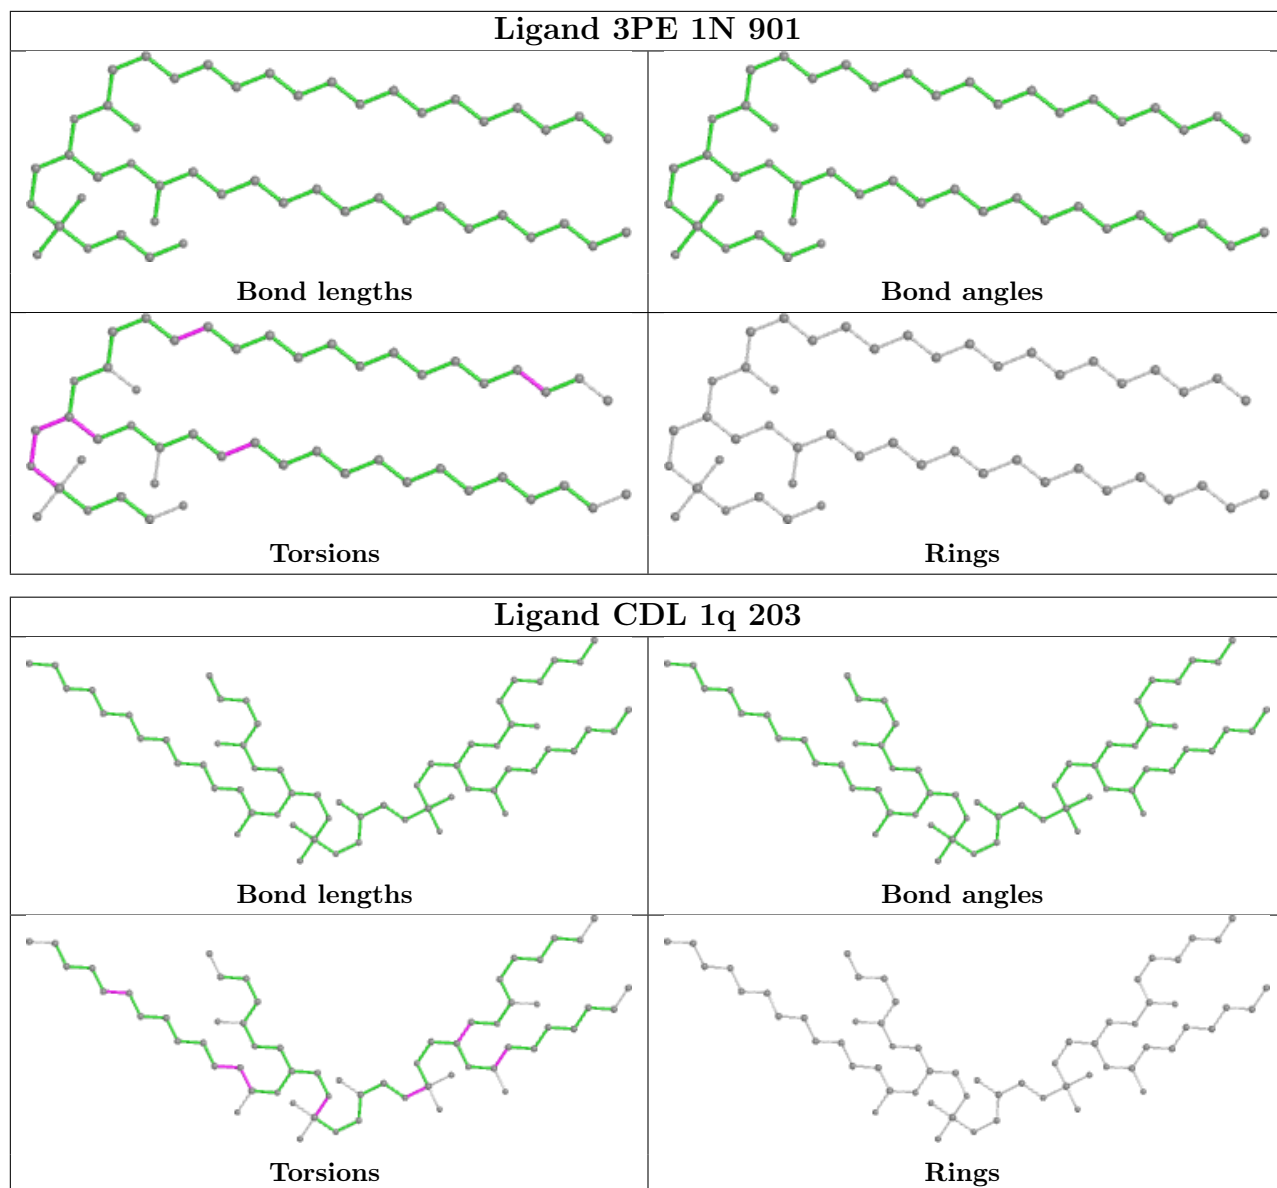 Ligand 3PE 1N 901
Bond lengths
Bond angles
Torsions
Rings
Ligand CDL 1q 203
Bond lengths
Bond angles
Torsions
Rings